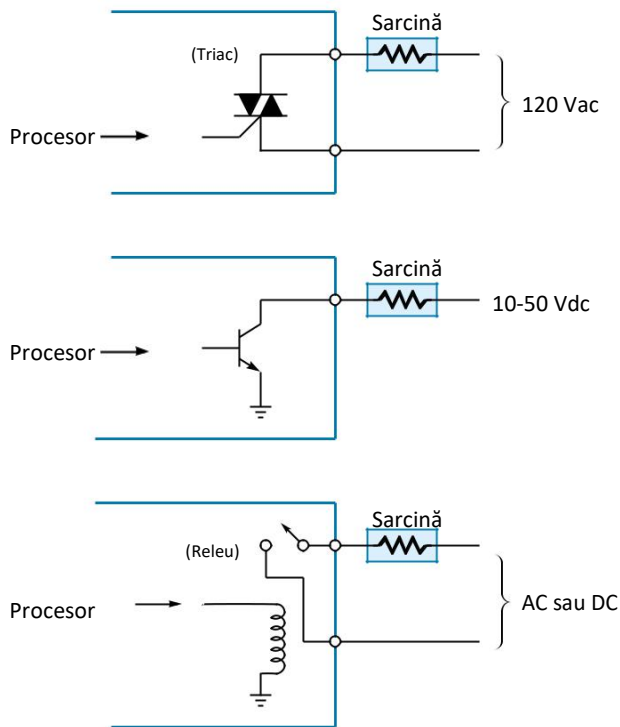 Sarcină
(Triac)
120 Vac
Procesor
Sarcină
10-50 Vdc
Procesor
Sarcină
(Releu)
AC sau DC
Procesor